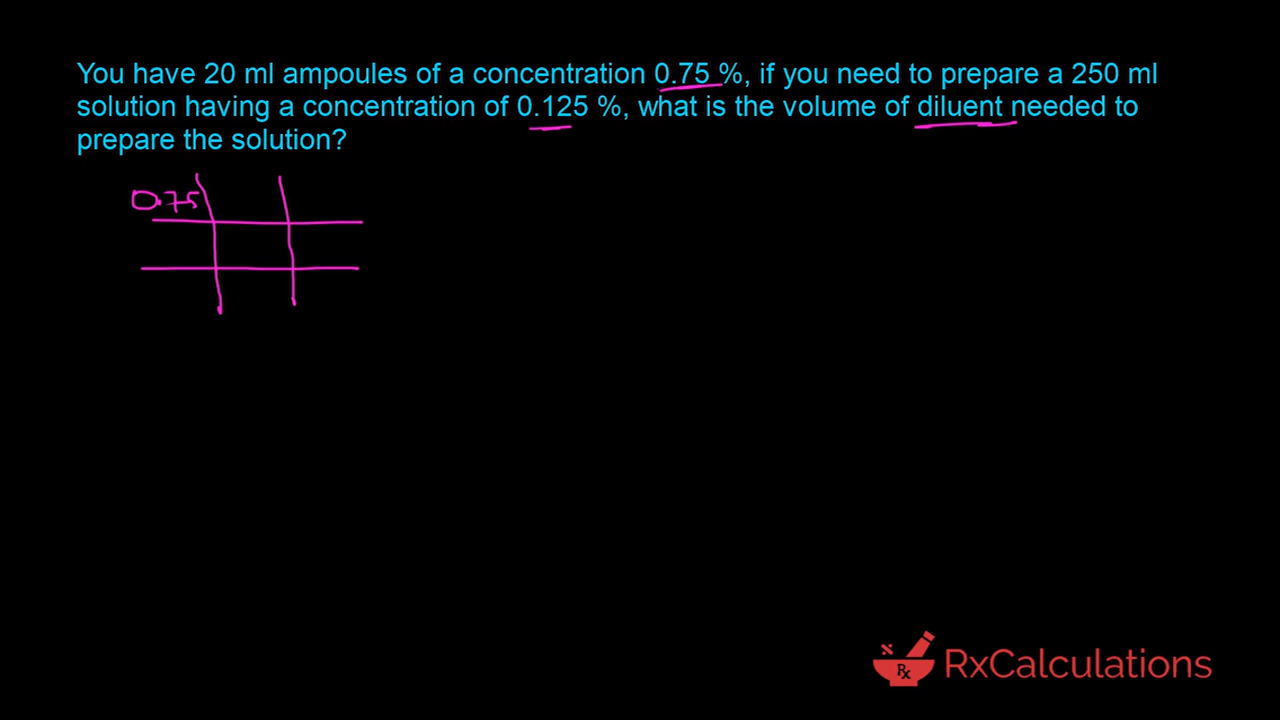 You have 20 ml ampoules of a concentration 0.75 %, if you need to prepare a 250 ml
solution having a concentration of 0.125 %, what is the volume of diluent needed to
prepare the solution?
0.75
Rx
RxCalculations